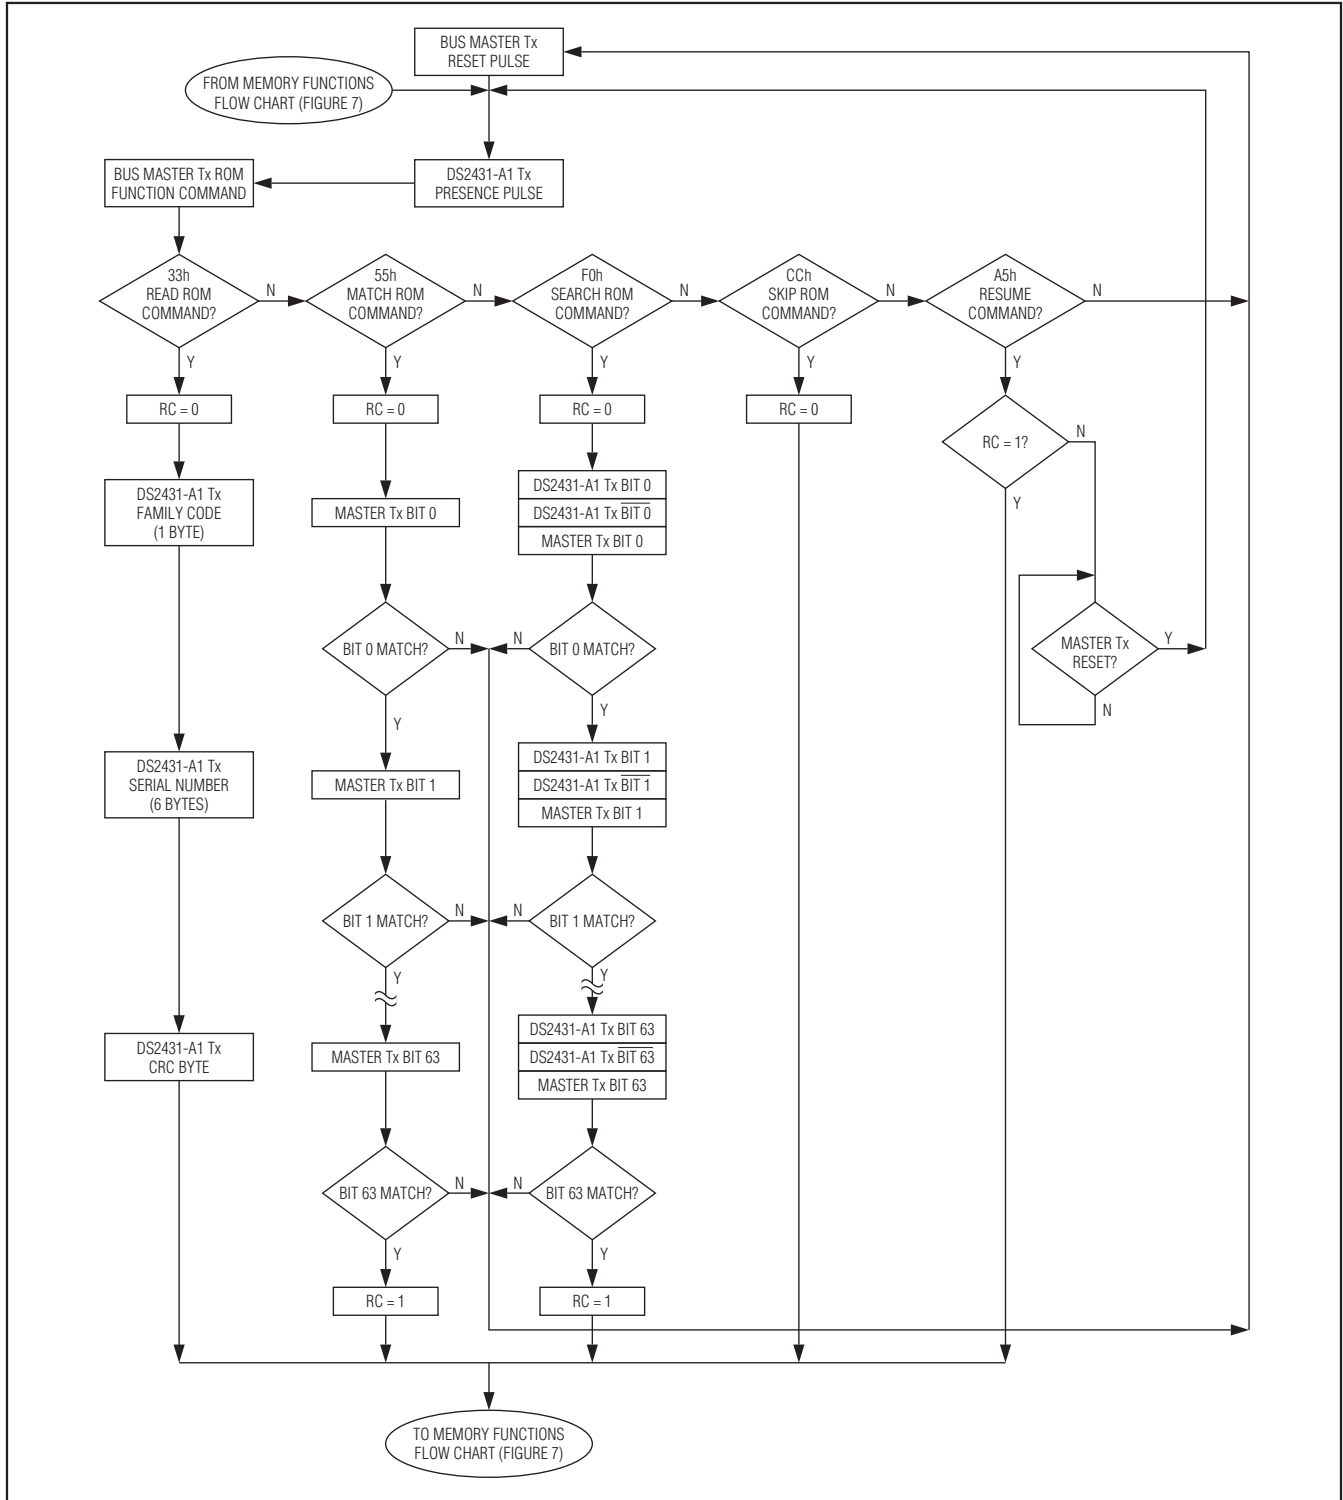 BUS MASTER Tx
RESET PULSE
FROM MEMORY FUNCTIONS
FLOW CHART (FIGURE 7)
BUS MASTER Tx ROM
FUNCTION COMMAND
DS2431-A1 Tx
PRESENCE PULSE
33h
READ ROM
COMMAND?
N
Y
55h
MATCH ROM
COMMAND?
N
Y
F0h
SEARCH ROM
COMMAND?
N
Y
CCh
SKIP ROM
COMMAND?
N
Y
A5h
RESUME
COMMAND?
N
Y
RC = 0
RC = 0
RC = 0
RC = 0
RC = 1?
N
Y
DS2431-A1 Tx
FAMILY CODE
(1 BYTE)
MASTER Tx BIT 0
DS2431-A1 Tx BIT 0
DS2431-A1 Tx BIT 0
MASTER Tx BIT 0
BIT 0 MATCH?
N
Y
N
BIT 0 MATCH?
Y
MASTER Tx
RESET?
Y
N
DS2431-A1 Tx
SERIAL NUMBER
(6 BYTES)
MASTER Tx BIT 1
DS2431-A1 Tx BIT 1
DS2431-A1 Tx BIT 1
MASTER Tx BIT 1
BIT 1 MATCH?
N
Y
N
BIT 1 MATCH?
Y
DS2431-A1 Tx
CRC BYTE
MASTER Tx BIT 63
DS2431-A1 Tx BIT 63
DS2431-A1 Tx BIT 63
MASTER Tx BIT 63
BIT 63 MATCH?
N
Y
N
BIT 63 MATCH?
Y
RC = 1
RC = 1
TO MEMORY FUNCTIONS
FLOW CHART (FIGURE 7)